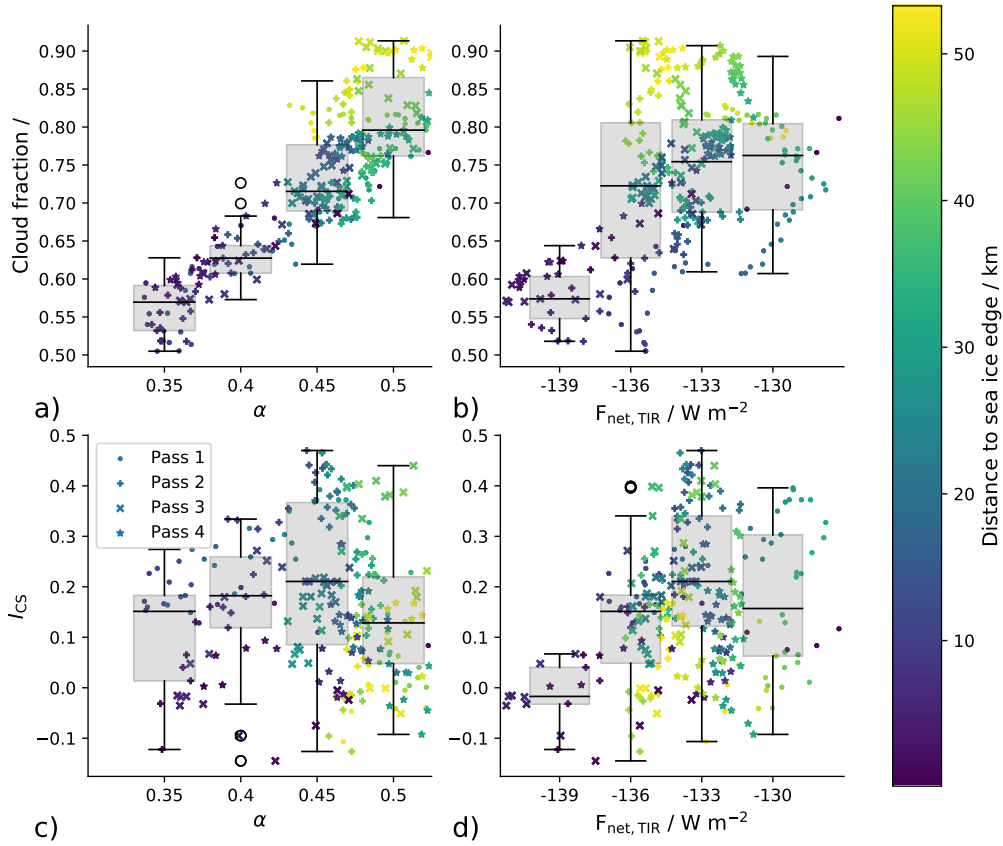 0.90
0.85
0.80
0.75
0.70
0.65
0.60
0.55
0.50
Cloud fraction /
0.35 0.4 0.45 0.5
α
a)
0.90
0.85
0.80
0.75
0.70
0.65
0.60
0.55
0.50
-139 -136 -133 -130
F_net, TIR / W m⁻²
b)
0.5
0.4
0.3
0.2
0.1
0.0
−0.1
I_CS
Pass 1
Pass 2
Pass 3
Pass 4
0.35 0.4 0.45 0.5
α
c)
0.5
0.4
0.3
0.2
0.1
0.0
−0.1
-139 -136 -133 -130
F_net, TIR / W m⁻²
d)
50
40
30
20
10
Distance to sea ice edge / km